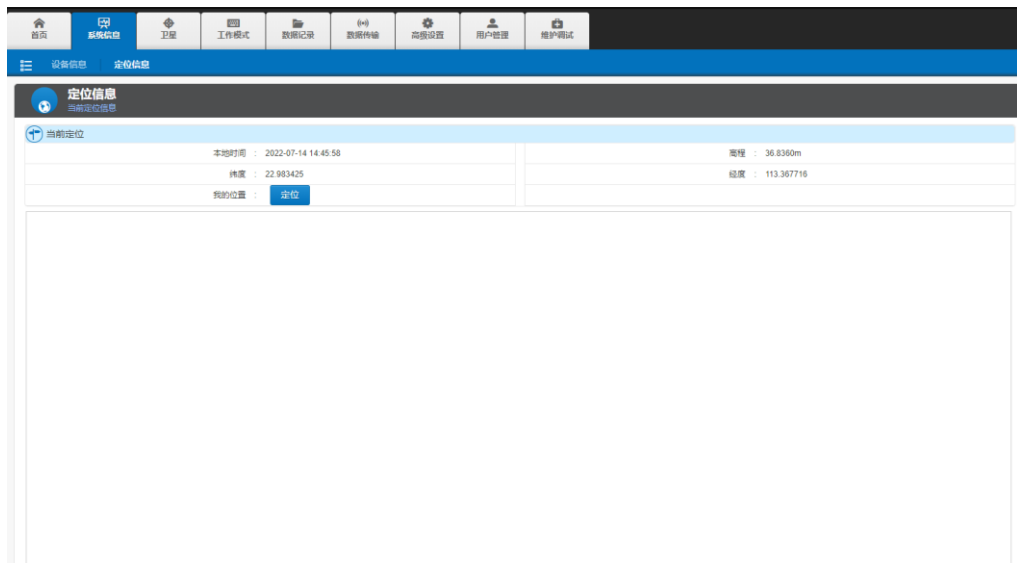 首页 系统信息 卫星 工作模式 数据记录 数据传输 高级设置 用户管理 维护调试
设备信息 定位信息
定位信息
当前定位信息
当前定位
本地时间 : 2022-07-14 14:45:58 高程 : 36.8360m
纬度 : 22.983425 经度 : 113.367716
我的位置 : 定位